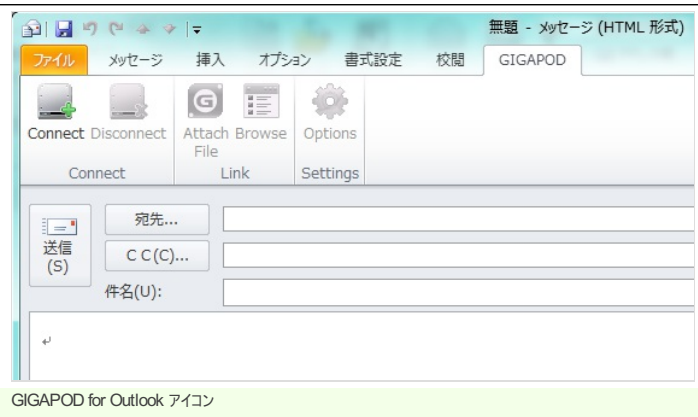 無題 - メッセージ (HTML 形式)
ファイル メッセージ 挿入 オプション 書式設定 校閲 GIGAPOD
Connect Disconnect Attach File Browse Options
Connect Link Settings
送信
(S)
宛先...
C C (C)...
件名(U):
GIGAPOD for Outlook アイコン